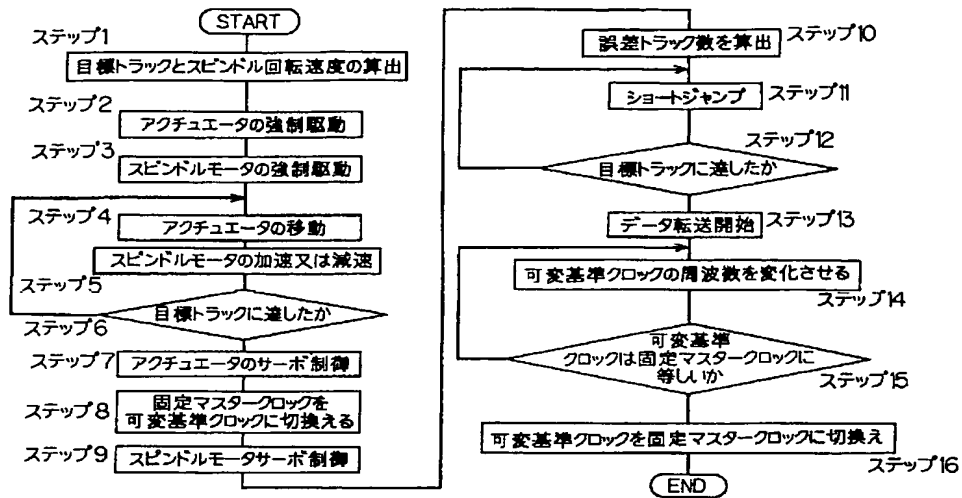 START
ステップ1
目標トラックとスピンドル回転速度の算出
ステップ2
アクチュエータの強制駆動
ステップ3
スピンドルモータの強制駆動
ステップ4
アクチュエータの移動
スピンドルモータの加速又は減速
ステップ5
目標トラックに達したか
ステップ6
ステップ7
アクチュエータのサーボ制御
ステップ8
固定マスタークロックを
可変基準クロックに切換える
ステップ9
スピンドルモータサーボ制御
誤差トラック数を算出
ステップ10
ショートジャンプ
ステップ11
ステップ12
目標トラックに達したか
データ転送開始
ステップ13
可変基準クロックの周波数を変化させる
ステップ14
可変基準
クロックは固定マスタークロックに
等しいか
ステップ15
可変基準クロックを固定マスタークロックに切換え
ステップ16
END